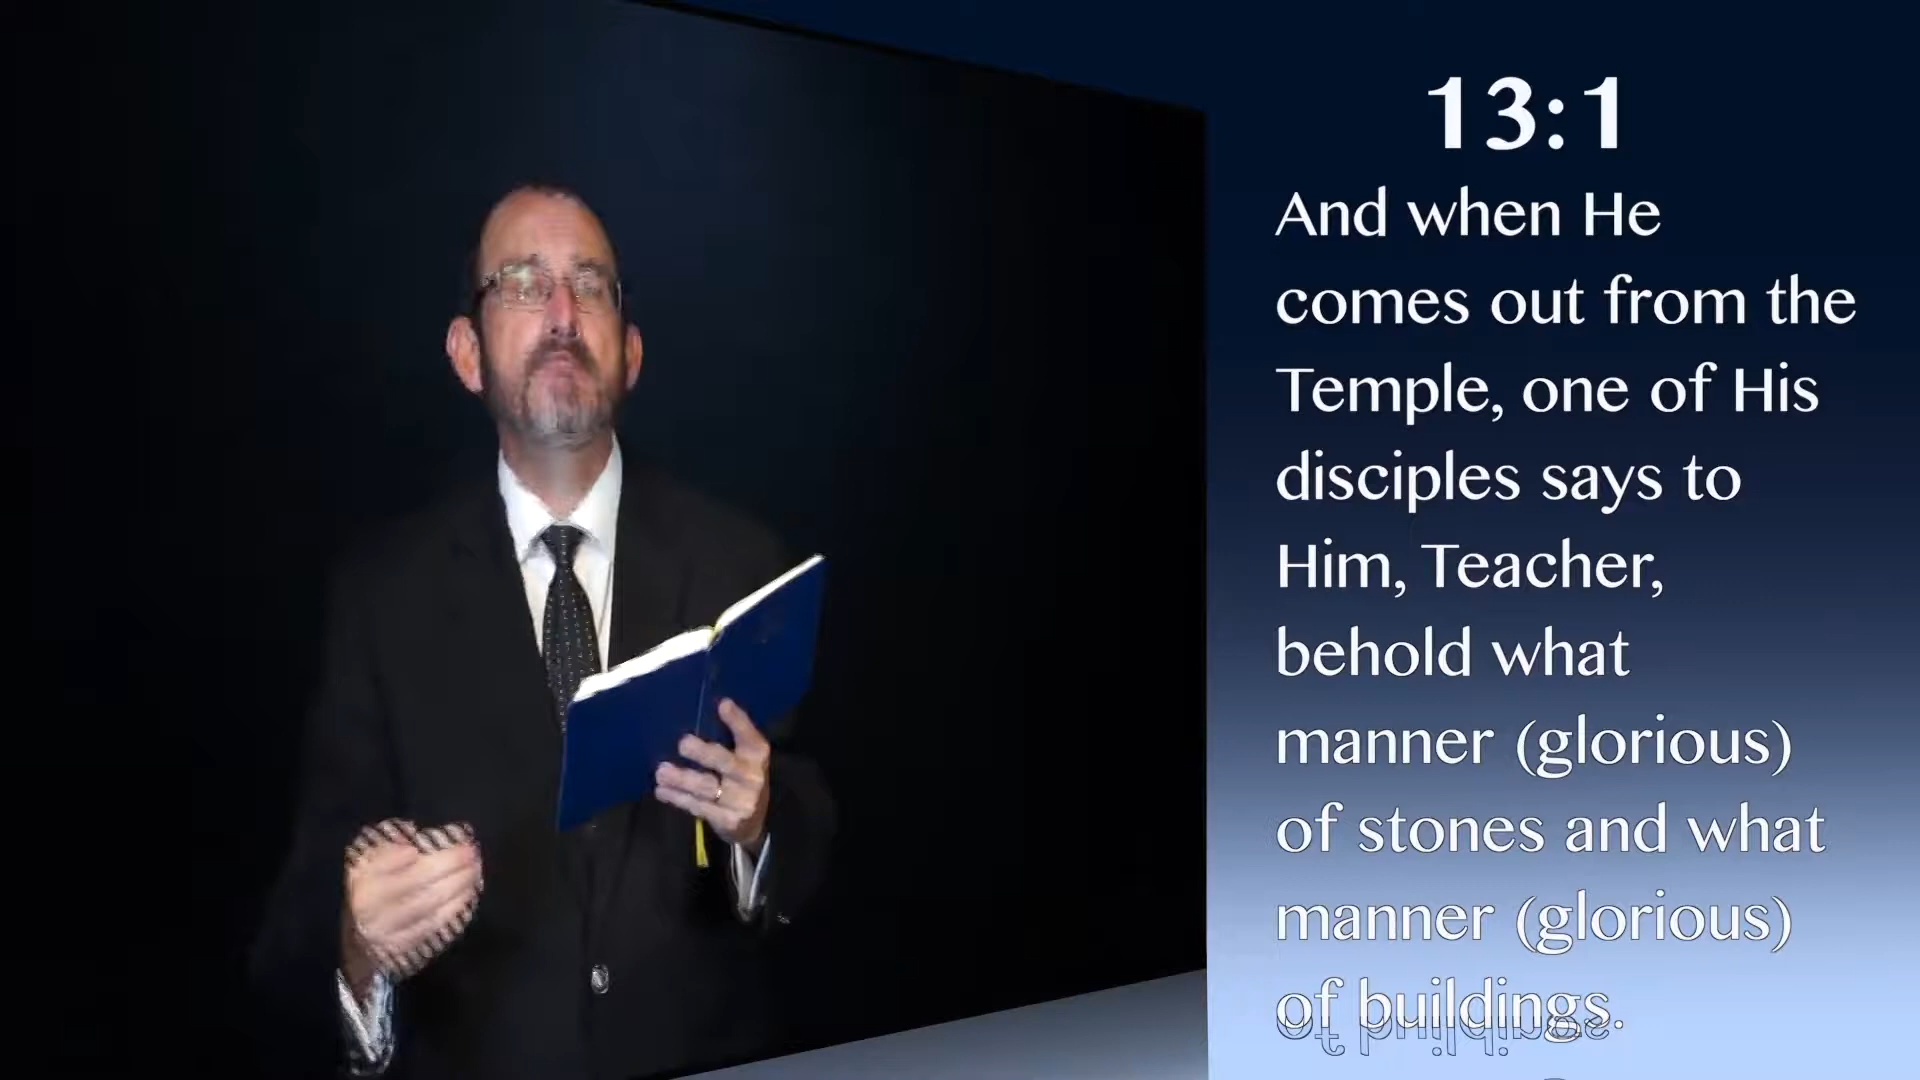 13:1
And when He
comes out from the
Temple, one of His
disciples says to
Him, Teacher,
behold what
manner (glorious)
of stones and what
manner (glorious)
of buildings.